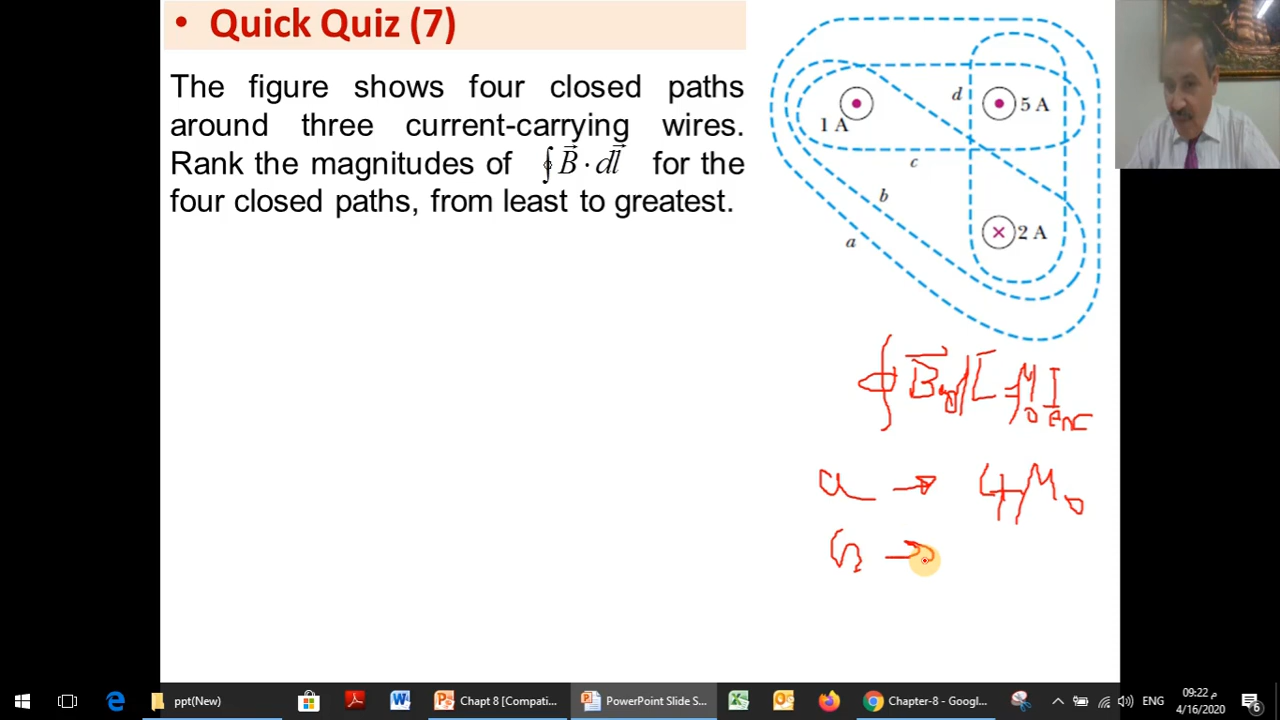 • Quick Quiz (7)
The figure shows four closed paths
around three current-carrying wires.
Rank the magnitudes of ∮ B⃗ · dl⃗ for the
four closed paths, from least to greatest.
1 A
d
5 A
c
b
a
× 2 A
∮ B⃗ · dL⃗ = μ₀ I enc
a → 4μ₀
b →
ppt(New)
Chapt 8 [Compati...
PowerPoint Slide S...
Chapter-8 - Googl...
ENG
09:22 م
4/16/2020
6